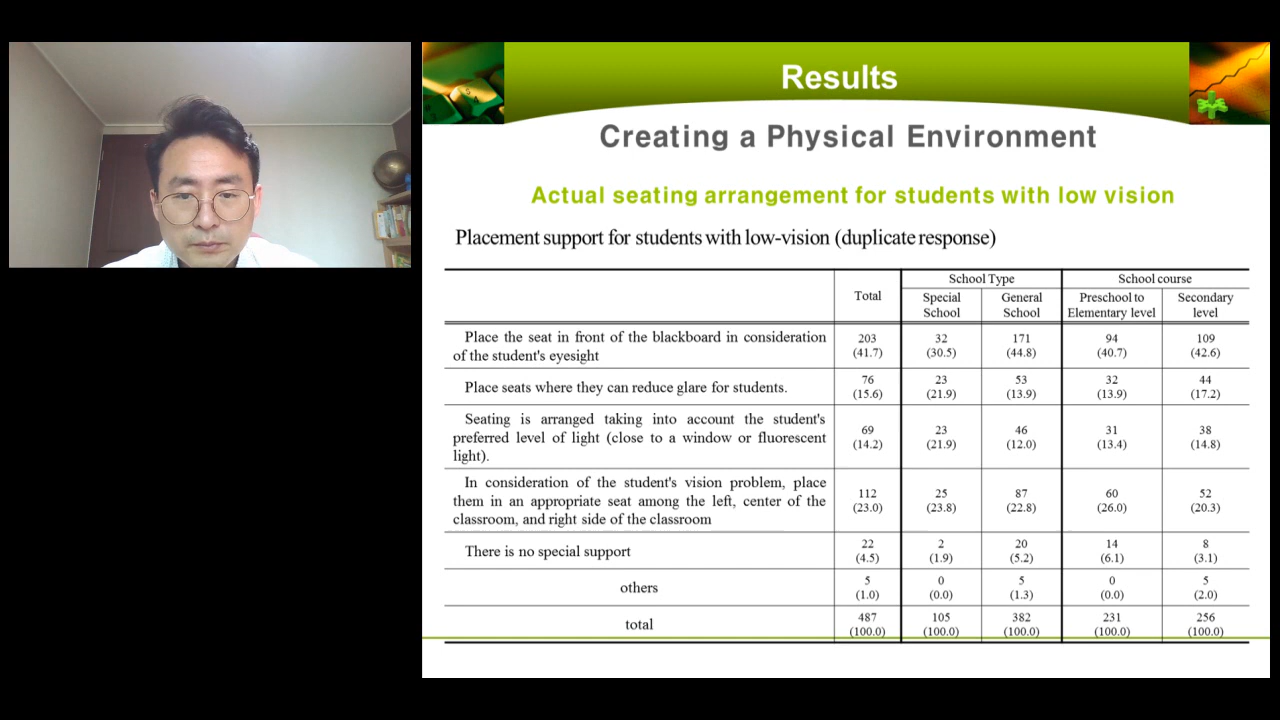 Results
Creating a Physical Environment
Actual seating arrangement for students with low vision
Placement support for students with low-vision (duplicate response)
School Type
School course
Total
Special
School
General
School
Preschool to
Elementary level
Secondary
level
Place the seat in front of the blackboard in consideration
of the student's eyesight
203 32 171 94 109
(41.7) (30.5) (44.8) (40.7) (42.6)
Place seats where they can reduce glare for students.
76 23 53 32 44
(15.6) (21.9) (13.9) (13.9) (17.2)
Seating is arranged taking into account the student's
preferred level of light (close to a window or fluorescent
light).
69 23 46 31 38
(14.2) (21.9) (12.0) (13.4) (14.8)
In consideration of the student's vision problem, place
them in an appropriate seat among the left, center of the
classroom, and right side of the classroom
112 25 87 60 52
(23.0) (23.8) (22.8) (26.0) (20.3)
There is no special support
22 2 20 14 8
(4.5) (1.9) (5.2) (6.1) (3.1)
others
5 0 5 0 5
(1.0) (0.0) (1.3) (0.0) (2.0)
total
487 105 382 231 256
(100.0) (100.0) (100.0) (100.0) (100.0)